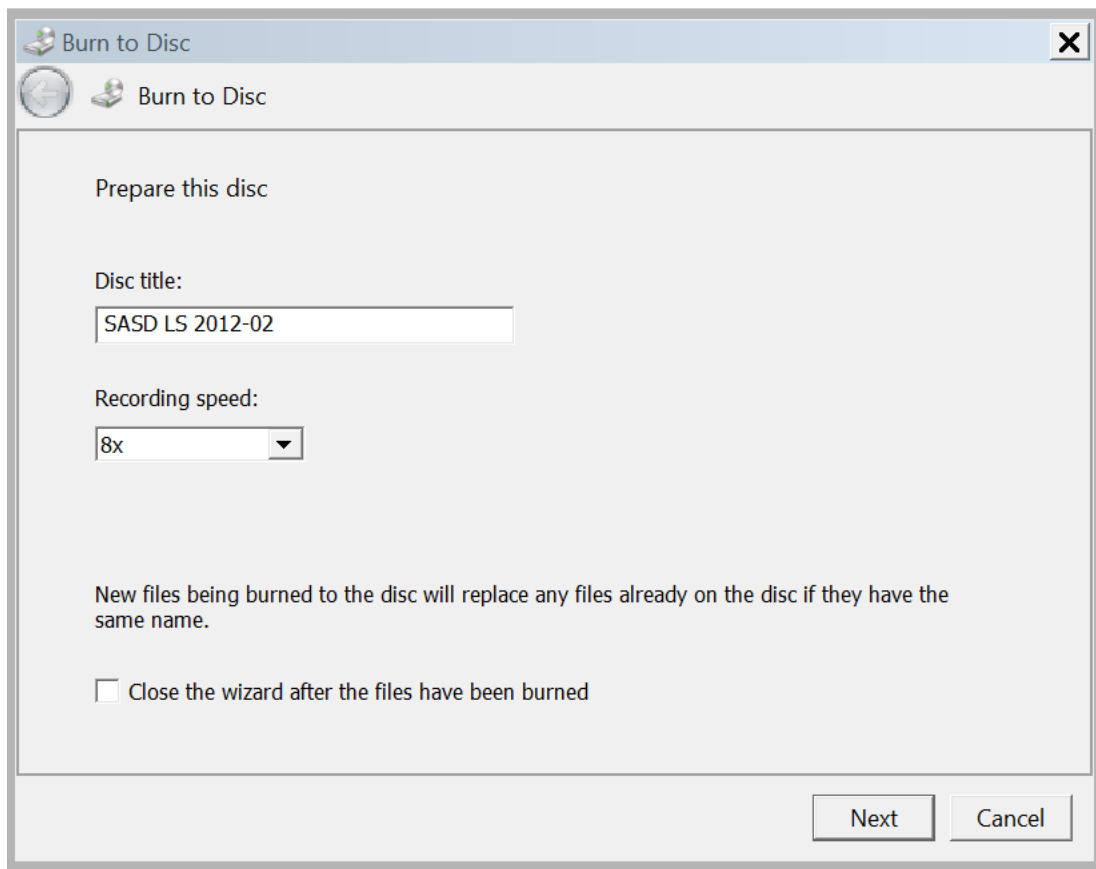 Burn to Disc
Burn to Disc
Prepare this disc
Disc title:
SASD LS 2012-02
Recording speed:
8x
New files being burned to the disc will replace any files already on the disc if they have the
same name.
Close the wizard after the files have been burned
Next Cancel